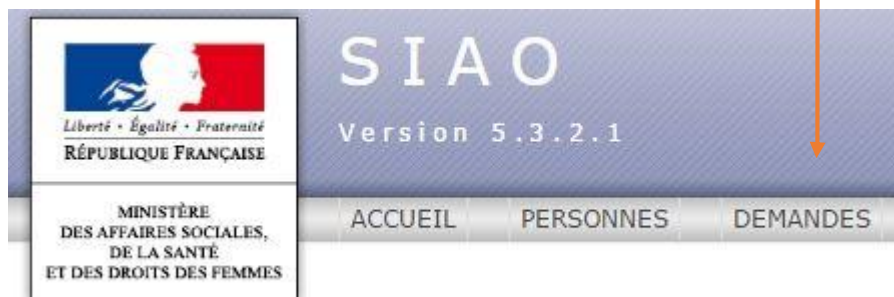 Liberté • Égalité • Fraternité
RÉPUBLIQUE FRANÇAISE
MINISTÈRE
DES AFFAIRES SOCIALES,
DE LA SANTÉ
ET DES DROITS DES FEMMES
SIAO
Version 5.3.2.1
ACCUEIL PERSONNES DEMANDES